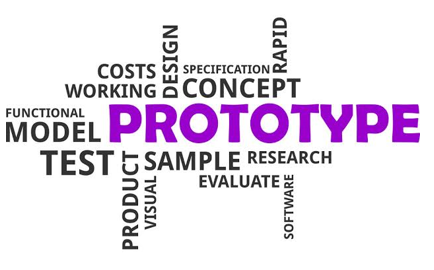 DESIGN
RAPID
COSTS
SPECIFICATION
WORKING
CONCEPT
FUNCTIONAL
PROTOTYPE
MODEL
TEST
SAMPLE
RESEARCH
PRODUCT
VISUAL
EVALUATE
SOFTWARE